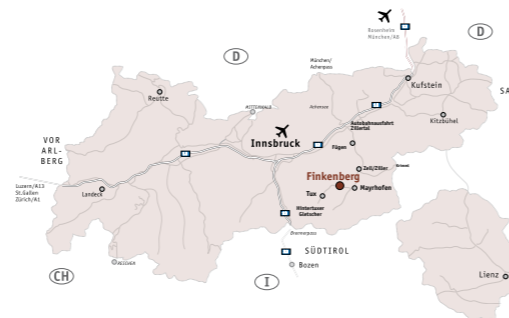 Rosenheim
München/A8
D
D
München/
Achenpass
Kufstein
SA
Reutte
Achensee
Autobahnausfahrt
Zillertal
Kitzbühel
VOR
ARL-
BERG
Innsbruck
Fügen
Zell/Ziller
Luzern/A13
St.Gallen
Zürich/A1
Landeck
Finkenberg
Mayrhofen
Tux
Hintertuxer
Gletscher
Brennerpass
SÜDTIROL
CH
I
Bozen
Lienz